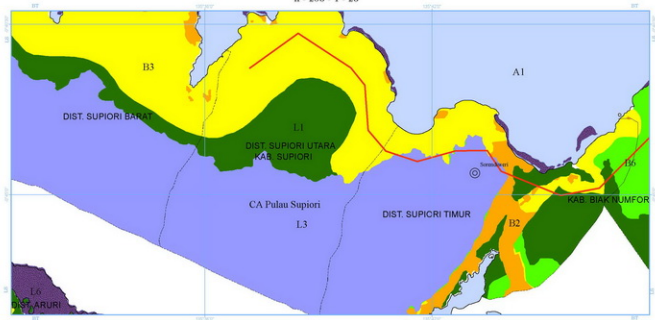 B3
A1
DIST. SUPIORI BARAT
L1
DIST. SUPIORI UTARA
KAB. SUPIORI
B6
CA Pulau Supiori
L3
DIST. SUPIORI TIMUR
B2
KAB. BIAK NUMFOR
L6
DIST. ARURI